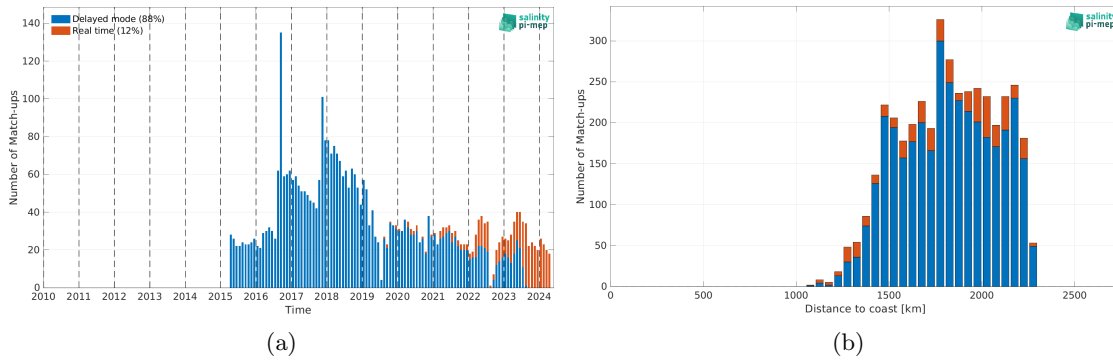 Delayed mode (88%)
Real time (12%)
salinity
pi-mep
Number of Match-ups
140
120
100
80
60
40
20
0
2010 2011 2012 2013 2014 2015 2016 2017 2018 2019 2020 2021 2022 2023 2024
Time
(a)
salinity
pi-mep
Number of Match-ups
300
250
200
150
100
50
0
0 500 1000 1500 2000 2500
Distance to coast [km]
(b)